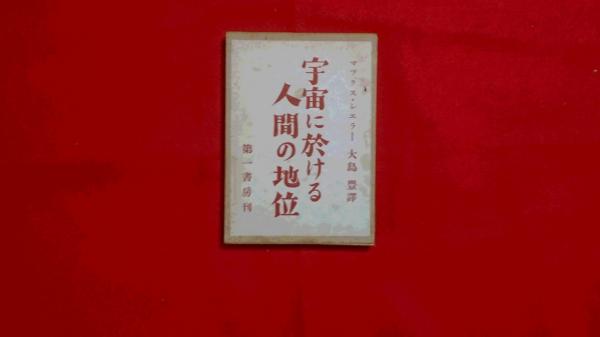 マックス・シエラー 大島 豊譯
宇宙に於ける
人間の地位
第一書房刊